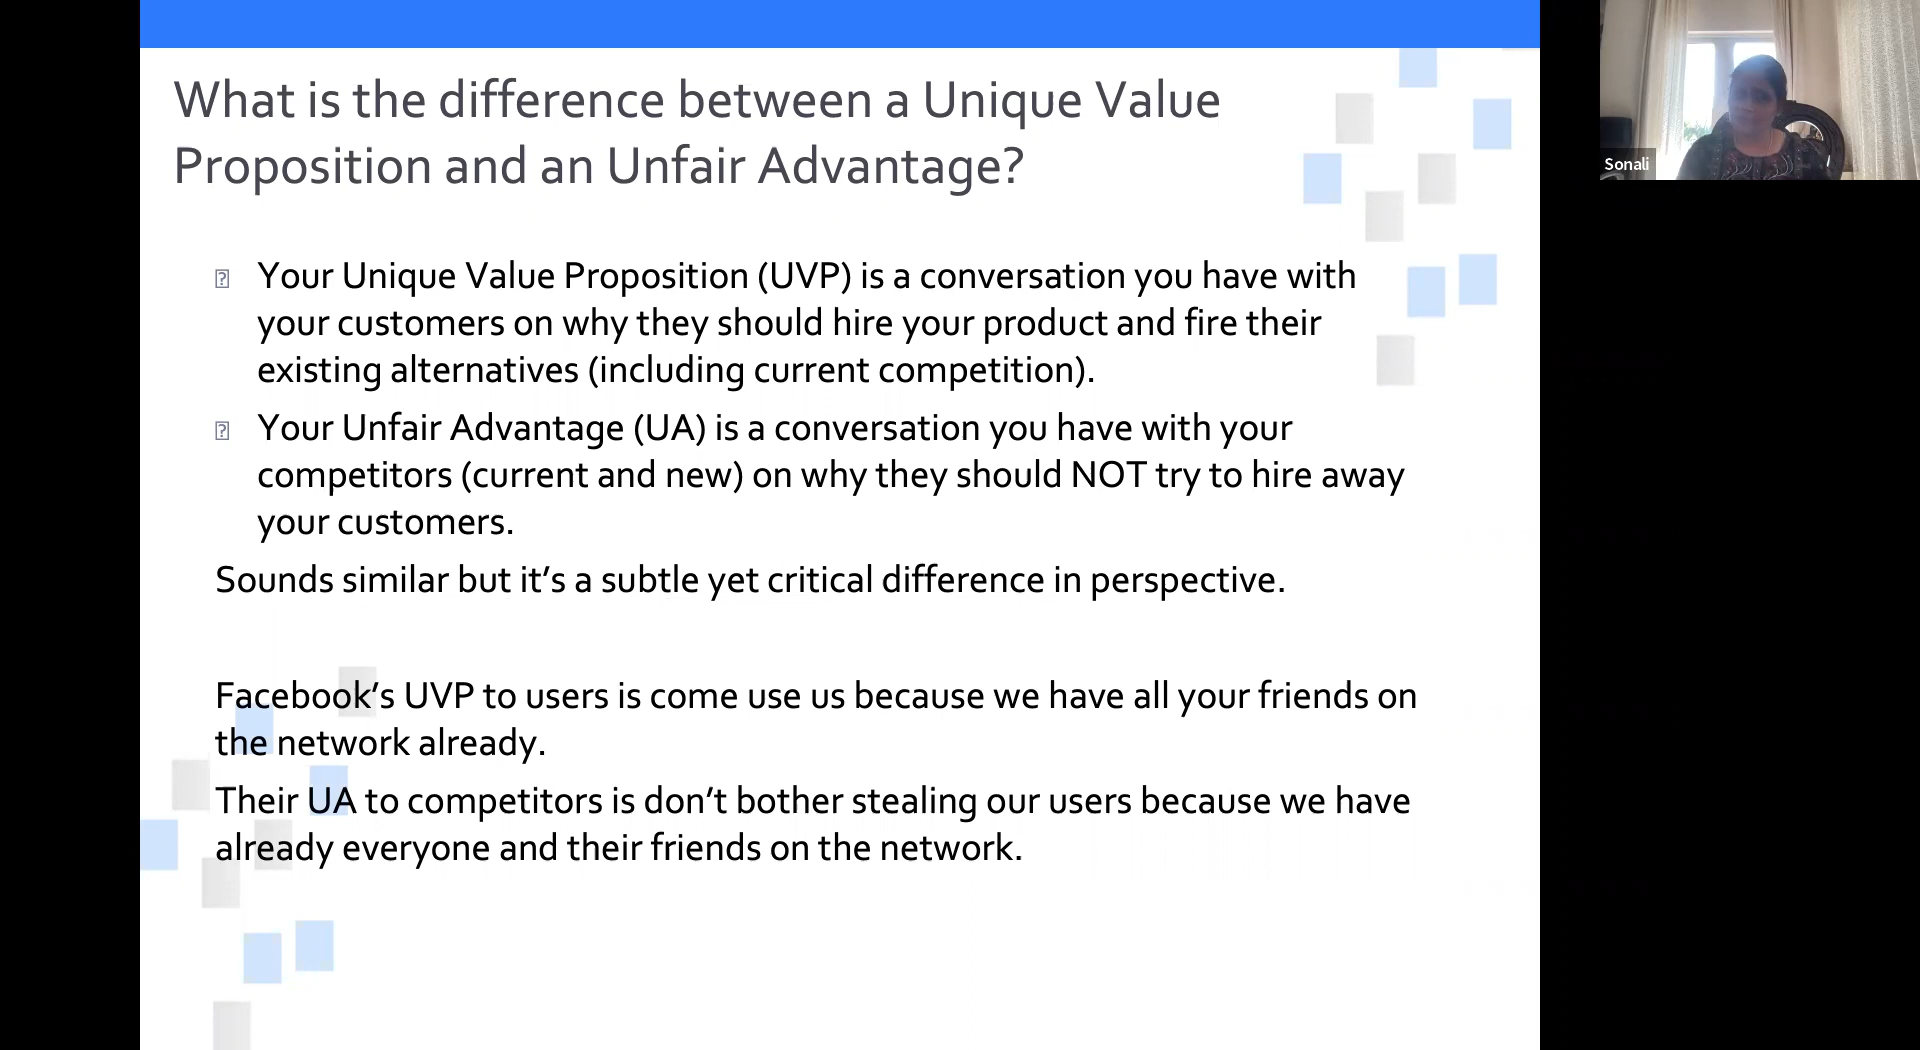 What is the difference between a Unique Value
Proposition and an Unfair Advantage?
Your Unique Value Proposition (UVP) is a conversation you have with
your customers on why they should hire your product and fire their
existing alternatives (including current competition).
Your Unfair Advantage (UA) is a conversation you have with your
competitors (current and new) on why they should NOT try to hire away
your customers.
Sounds similar but it’s a subtle yet critical difference in perspective.
Facebook’s UVP to users is come use us because we have all your friends on
the network already.
Their UA to competitors is don’t bother stealing our users because we have
already everyone and their friends on the network.
Sonali